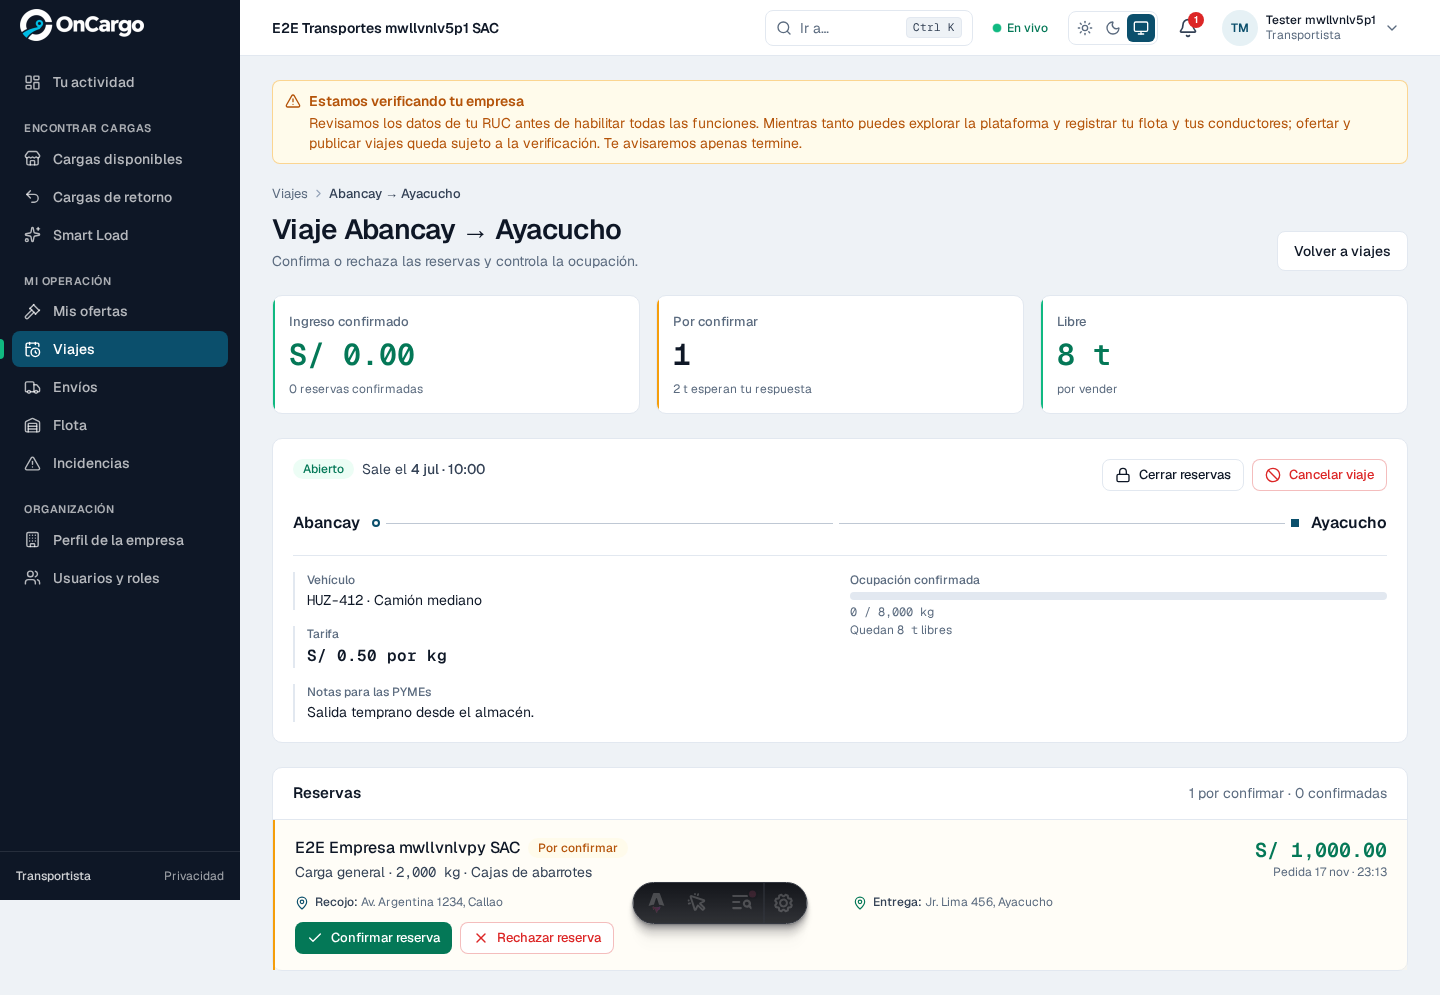 OnCargo
Tu actividad
ENCONTRAR CARGAS
Cargas disponibles
Cargas de retorno
Smart Load
MI OPERACIÓN
Mis ofertas
Viajes
Envíos
Flota
Incidencias
ORGANIZACIÓN
Perfil de la empresa
Usuarios y roles
Transportista
Privacidad
E2E Transportes mwllvnlv5p1 SAC
Ir a...
Ctrl K
En vivo
1
TM
Tester mwllvnlv5p1
Transportista
Estamos verificando tu empresa
Revisamos los datos de tu RUC antes de habilitar todas las funciones. Mientras tanto puedes explorar la plataforma y registrar tu flota y tus conductores; ofertar y
publicar viajes queda sujeto a la verificación. Te avisaremos apenas termine.
Viajes > Abancay → Ayacucho
Viaje Abancay → Ayacucho
Confirma o rechaza las reservas y controla la ocupación.
Volver a viajes
Ingreso confirmado
S/ 0.00
0 reservas confirmadas
Por confirmar
1
2 t esperan tu respuesta
Libre
8 t
por vender
Abierto
Sale el 4 jul · 10:00
Cerrar reservas
Cancelar viaje
Abancay
Ayacucho
Vehículo
HUZ-412 · Camión mediano
Tarifa
S/ 0.50 por kg
Notas para las PYMEs
Salida temprano desde el almacén.
Ocupación confirmada
0 / 8,000 kg
Quedan 8 t libres
Reservas
1 por confirmar · 0 confirmadas
E2E Empresa mwllvnlvpy SAC
Por confirmar
S/ 1,000.00
Carga general · 2,000 kg · Cajas de abarrotes
Pedida 17 nov · 23:13
Recojo: Av. Argentina 1234, Callao
Entrega: Jr. Lima 456, Ayacucho
Confirmar reserva
Rechazar reserva